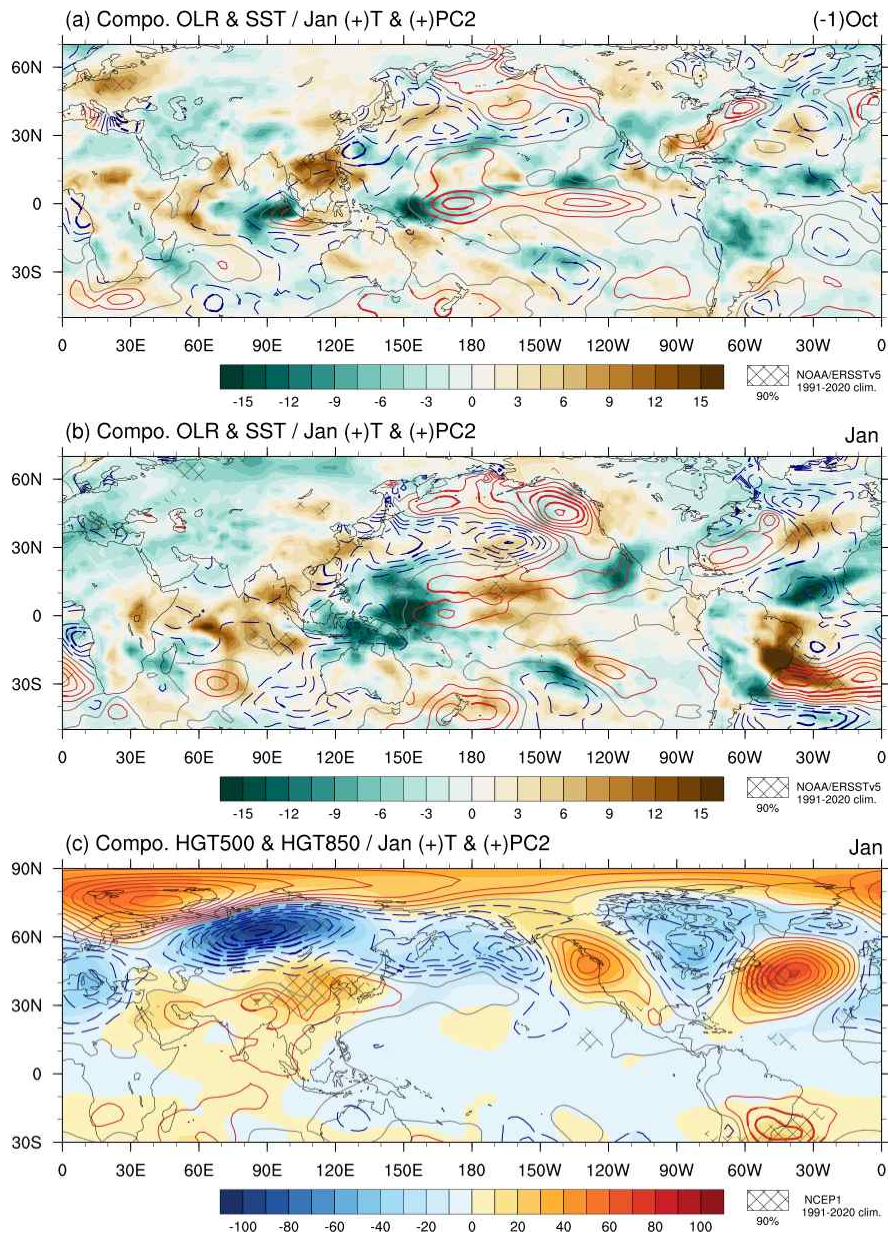 (a) Compo. OLR & SST / Jan (+)T & (+)PC2 (-1)Oct
60N
30N
0
30S
0 30E 60E 90E 120E 150E 180 150W 120W 90W 60W 30W 0
-15 -12 -9 -6 -3 0 3 6 9 12 15
90%
NOAA/ERSSTv5
1991-2020 clim.
(b) Compo. OLR & SST / Jan (+)T & (+)PC2 Jan
60N
30N
0
30S
0 30E 60E 90E 120E 150E 180 150W 120W 90W 60W 30W 0
-15 -12 -9 -6 -3 0 3 6 9 12 15
90%
NOAA/ERSSTv5
1991-2020 clim.
(c) Compo. HGT500 & HGT850 / Jan (+)T & (+)PC2 Jan
90N
60N
30N
0
30S
0 30E 60E 90E 120E 150E 180 150W 120W 90W 60W 30W 0
-100 -80 -60 -40 -20 0 20 40 60 80 100
90%
NCEP1
1991-2020 clim.